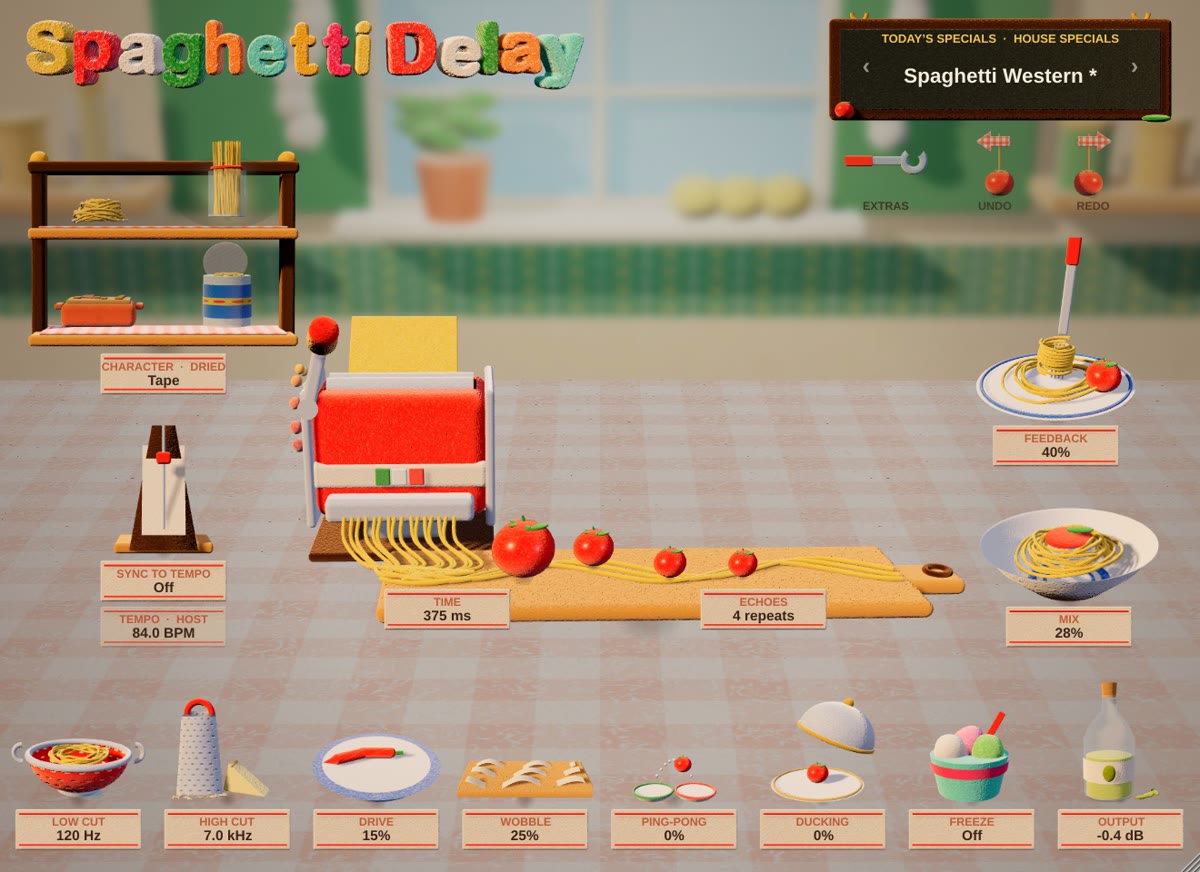 Spaghetti Delay
TODAY'S SPECIALS · HOUSE SPECIALS
‹ Spaghetti Western * ›
EXTRAS
UNDO
REDO
CHARACTER · DRIED
Tape
FEEDBACK
40%
SYNC TO TEMPO
Off
TEMPO · HOST
84.0 BPM
TIME
375 ms
ECHOES
4 repeats
MIX
28%
LOW CUT
120 Hz
HIGH CUT
7.0 kHz
DRIVE
15%
WOBBLE
25%
PING-PONG
0%
DUCKING
0%
FREEZE
Off
OUTPUT
-0.4 dB